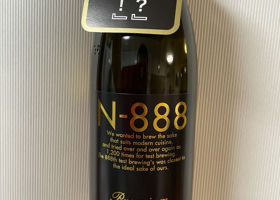 !?
N-888
We wanted to brew the sake
that suits modern cuisine,
and tried over and over again as
1,200 times for test brewing.
The 888th test brewing's was closest to
the ideal sake of ours.